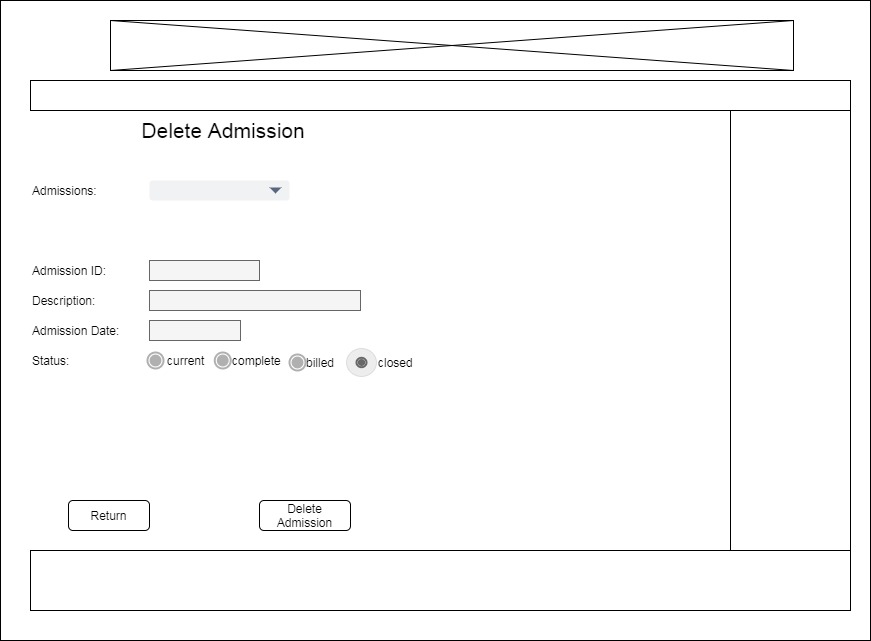 Delete Admission
Admissions:
Admission ID:
Description:
Admission Date:
Status: current complete billed closed
Return
Delete
Admission